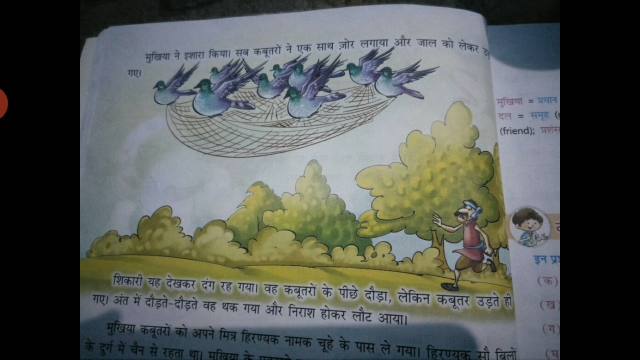 मुखिया ने इशारा किया। सब कबूतरों ने एक साथ ज़ोर लगाया और जाल को लेकर
गए।
शिकारी यह देखकर दंग रह गया। वह कबूतरों के पीछे दौड़ा, लेकिन कबूतर उड़ते ही
गए। अंत में दौड़ते-दौड़ते वह थक गया और निराश होकर लौट आया।
मुखिया कबूतरों को अपने मित्र हिरण्यक नामक चूहे के पास ले गया। हिरण्यक सौ बिलों
के दुर्ग में चैन से रहता था। मुखिया के
मुखिया = प्रधान
दल = समूह
(friend);
इन
(क)
(ख)
(ग)
(घ)